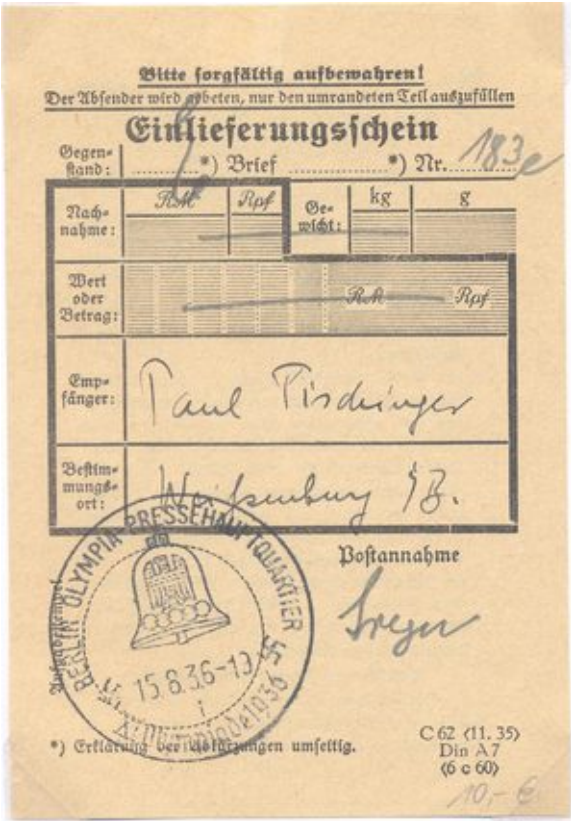 Bitte sorgfältig aufbewahren!
Der Absender wird gebeten, nur den umrandeten Teil auszufüllen
Einlieferungsschein
Gegen-
stand: *) Brief *) Nr. 183e
Nach-
nahme: RM Rpf Ge-
wicht: kg g
Wert
oder
Betrag: RM Rpf
Emp-
fänger: Paul Pischinger
Bestim-
mungs-
ort: Weißenburg i/B.
BERLIN OLYMPIA-PRESSEHAUPTQUARTIER
15.8.36-19
i
XI. Olympiade 1936
Postannahme
Aufgabestempel
*) Erklärung der Abkürzungen umseitig.
C 62 (11. 35)
Din A 7
(6 c 60)
10,- €